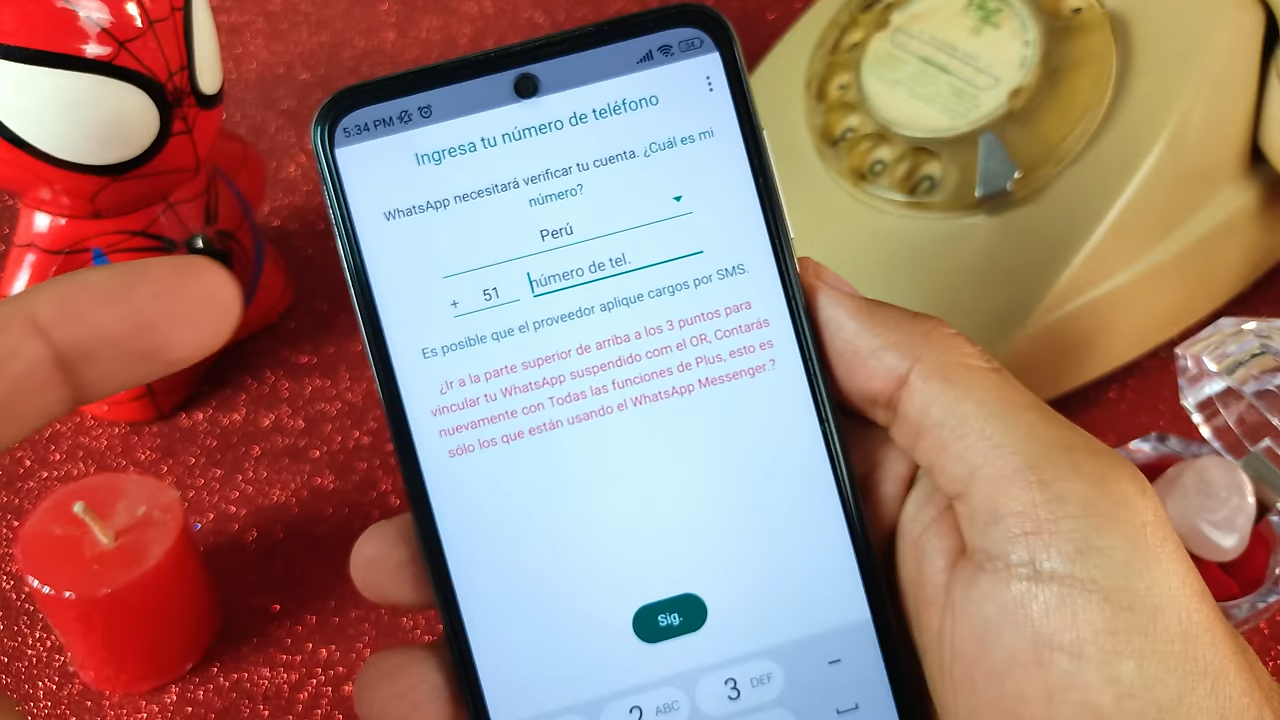 5:34 PM
34
Ingresa tu número de teléfono
WhatsApp necesitará verificar tu cuenta. ¿Cuál es mi
número?
Perú
+ 51 número de tel.
Es posible que el proveedor aplique cargos por SMS.
¿Ir a la parte superior de arriba a los 3 puntos para
vincular tu WhatsApp suspendido com el QR, Contarás
nuevamente con Todas las funciones de Plus, esto es
sólo los que están usando el WhatsApp Messenger.?
Sig.
2 ABC 3 DEF